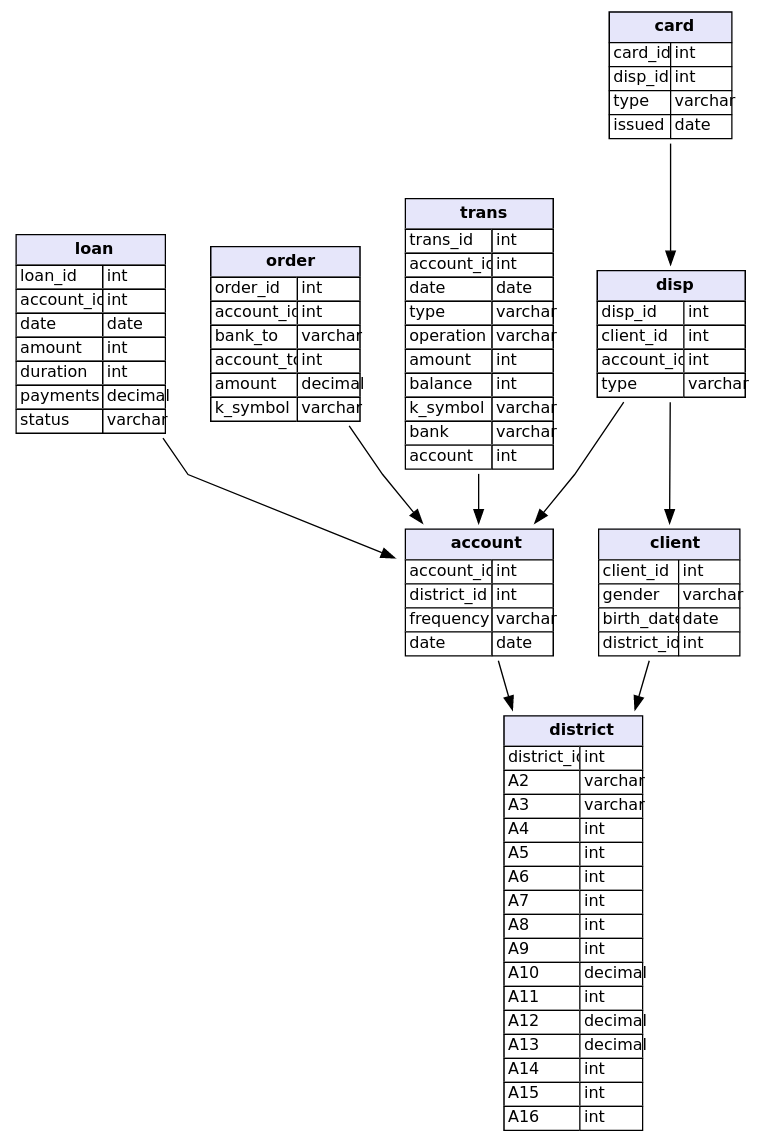 card
card_id int
disp_id int
type varchar
issued date
trans
trans_id int
account_id int
date date
type varchar
operation varchar
amount int
balance int
k_symbol varchar
bank varchar
account int
loan
loan_id int
account_id int
date date
amount int
duration int
payments decimal
status varchar
order
order_id int
account_id int
bank_to varchar
account_to int
amount decimal
k_symbol varchar
disp
disp_id int
client_id int
account_id int
type varchar
account
account_id int
district_id int
frequency varchar
date date
client
client_id int
gender varchar
birth_date date
district_id int
district
district_id int
A2 varchar
A3 varchar
A4 int
A5 int
A6 int
A7 int
A8 int
A9 int
A10 decimal
A11 int
A12 decimal
A13 decimal
A14 int
A15 int
A16 int